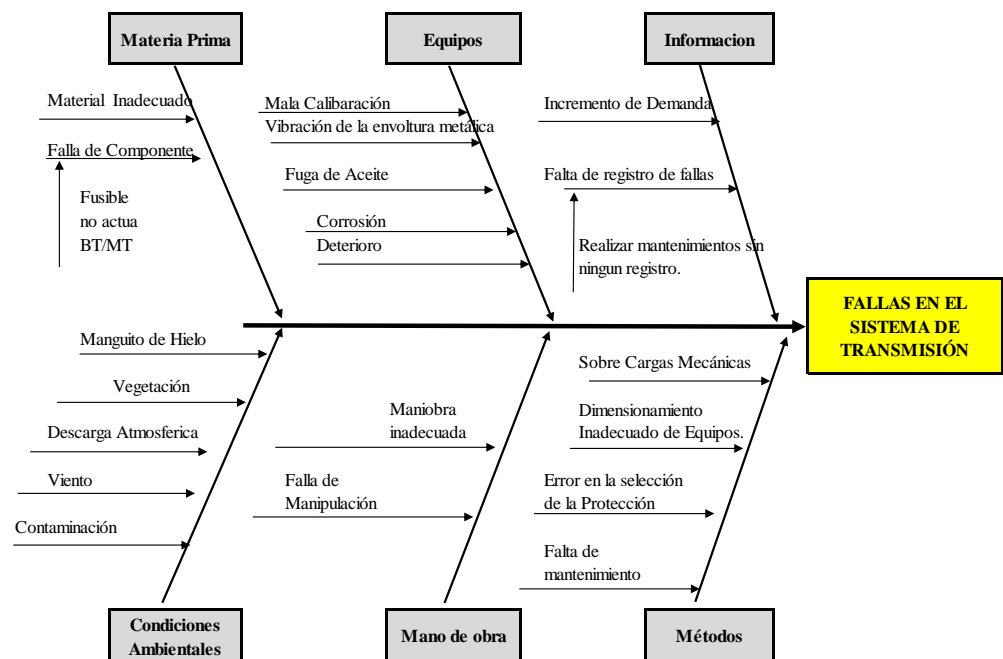 Materia Prima
Equipos
Informacion
Material Inadecuado
Falla de Componente
Fusible
no actua
BT/MT
Mala Calibaración
Vibración de la envoltura metálica
Fuga de Aceite
Corrosión
Deterioro
Incremento de Demanda
Falta de registro de fallas
Realizar mantenimientos sin
ningun registro.
FALLAS EN EL
SISTEMA DE
TRANSMISIÓN
Manguito de Hielo
Vegetación
Descarga Atmosferica
Viento
Contaminación
Maniobra
inadecuada
Falla de
Manipulación
Sobre Cargas Mecánicas
Dimensionamiento
Inadecuado de Equipos.
Error en la selección
de la Protección
Falta de
mantenimiento
Condiciones
Ambientales
Mano de obra
Métodos